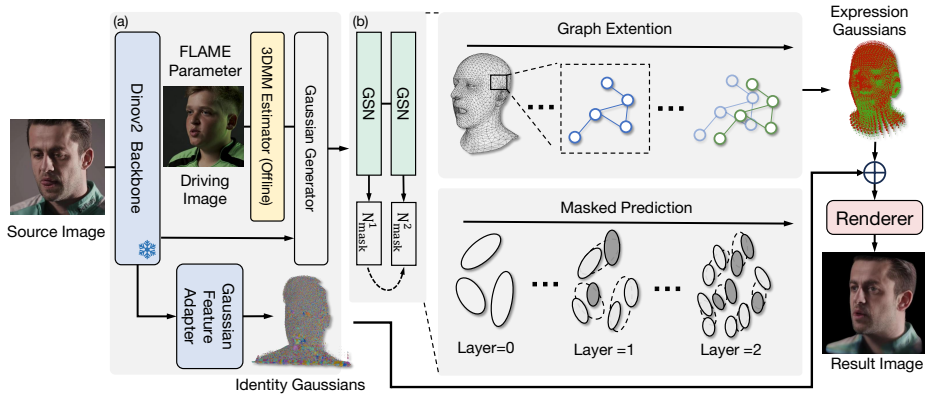 (a)
(b)
Dinov2 Backbone
FLAME
Parameter
Driving
Image
3DMM Estimator (Offline)
Gaussian Generator
Source Image
Gaussian
Feature
Adapter
Identity Gaussians
GSN
GSN
N¹mask
N²mask
Graph Extention
Masked Prediction
Layer=0
Layer =1
Layer =2
Expression
Gaussians
Renderer
Result Image